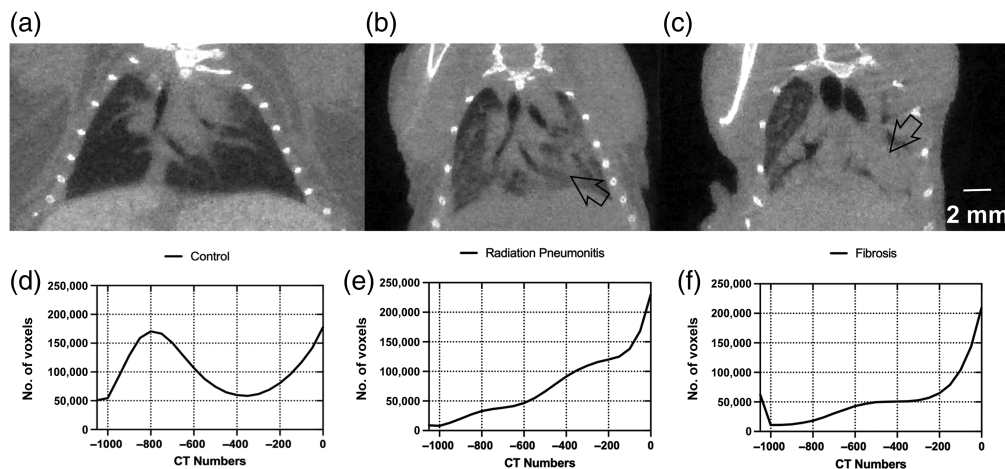 (a)
(b)
(c)
2 mm
Control
Radiation Pneumonitis
Fibrosis
(d)
(e)
(f)
250,000
200,000
150,000
100,000
50,000
0
No. of voxels
−1000 −800 −600 −400 −200 0
CT Numbers
250,000
200,000
150,000
100,000
50,000
0
No. of voxels
−1000 −800 −600 −400 −200 0
CT Numbers
250,000
200,000
150,000
100,000
50,000
0
No. of voxels
−1000 −800 −600 −400 −200 0
CT Numbers